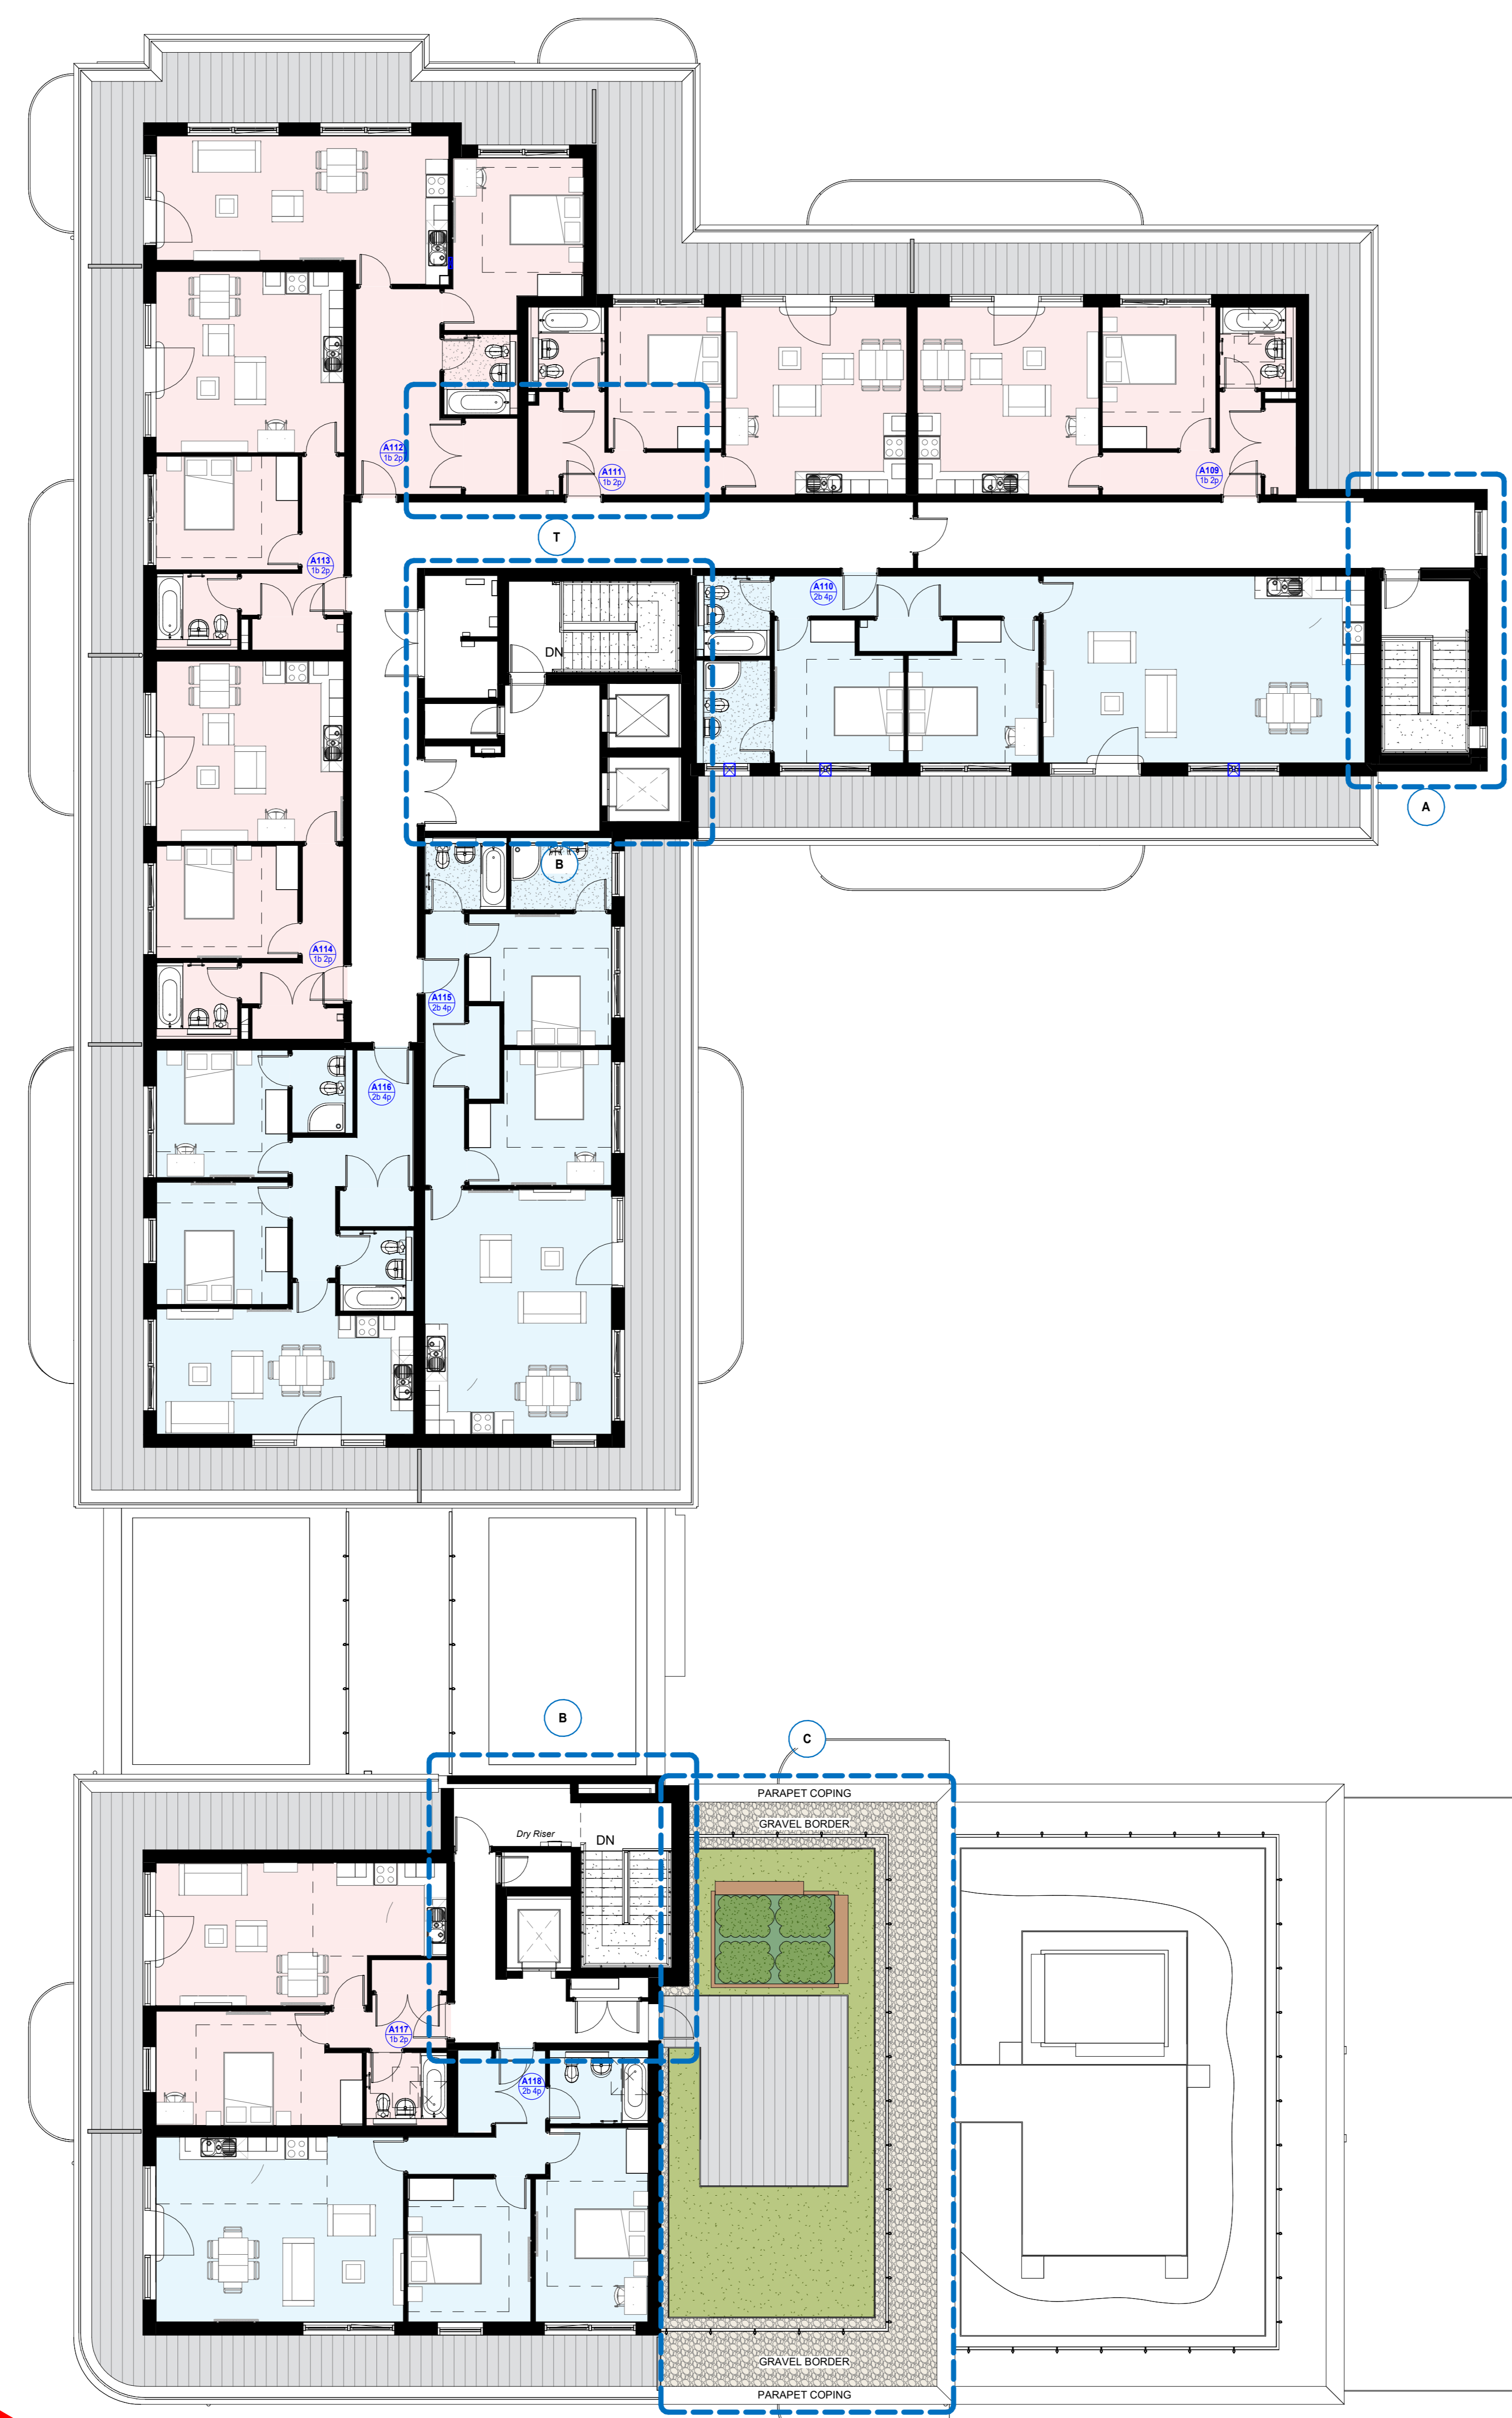 A112
1b 2p
A111
1b 2p
A109
1b 2p
T
A113
1b 2p
A110
2b 4p
DN
A
B
A114
1b 2p
A115
2b 4p
A116
2b 4p
B
C
PARAPET COPING
GRAVEL BORDER
Dry Riser
DN
A117
1b 2p
A118
2b 4p
GRAVEL BORDER
PARAPET COPING